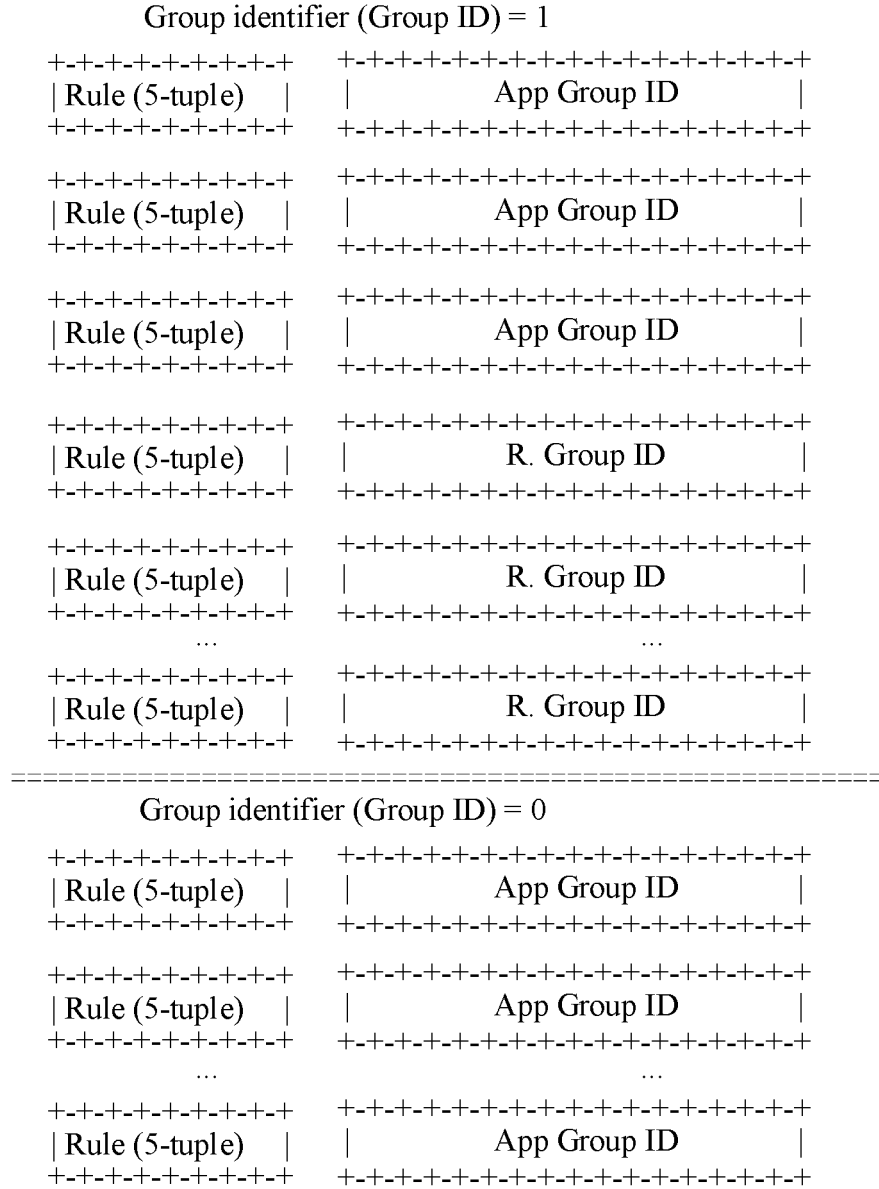 Group identifier (Group ID) = 1
+-+-+-+-+-+-+-+-+ +-+-+-+-+-+-+-+-+-+-+-+-+-+-+-+-+
| Rule (5-tuple) | | App Group ID |
+-+-+-+-+-+-+-+-+ +-+-+-+-+-+-+-+-+-+-+-+-+-+-+-+-+
+-+-+-+-+-+-+-+-+ +-+-+-+-+-+-+-+-+-+-+-+-+-+-+-+-+
| Rule (5-tuple) | | App Group ID |
+-+-+-+-+-+-+-+-+ +-+-+-+-+-+-+-+-+-+-+-+-+-+-+-+-+
+-+-+-+-+-+-+-+-+ +-+-+-+-+-+-+-+-+-+-+-+-+-+-+-+-+
| Rule (5-tuple) | | App Group ID |
+-+-+-+-+-+-+-+-+ +-+-+-+-+-+-+-+-+-+-+-+-+-+-+-+-+
+-+-+-+-+-+-+-+-+ +-+-+-+-+-+-+-+-+-+-+-+-+-+-+-+-+
| Rule (5-tuple) | | R. Group ID |
+-+-+-+-+-+-+-+-+ +-+-+-+-+-+-+-+-+-+-+-+-+-+-+-+-+
+-+-+-+-+-+-+-+-+ +-+-+-+-+-+-+-+-+-+-+-+-+-+-+-+-+
| Rule (5-tuple) | | R. Group ID |
+-+-+-+-+-+-+-+-+ +-+-+-+-+-+-+-+-+-+-+-+-+-+-+-+-+
... ...
+-+-+-+-+-+-+-+-+ +-+-+-+-+-+-+-+-+-+-+-+-+-+-+-+-+
| Rule (5-tuple) | | R. Group ID |
+-+-+-+-+-+-+-+-+ +-+-+-+-+-+-+-+-+-+-+-+-+-+-+-+-+
=======================================================
Group identifier (Group ID) = 0
+-+-+-+-+-+-+-+-+ +-+-+-+-+-+-+-+-+-+-+-+-+-+-+-+-+
| Rule (5-tuple) | | App Group ID |
+-+-+-+-+-+-+-+-+ +-+-+-+-+-+-+-+-+-+-+-+-+-+-+-+-+
+-+-+-+-+-+-+-+-+ +-+-+-+-+-+-+-+-+-+-+-+-+-+-+-+-+
| Rule (5-tuple) | | App Group ID |
+-+-+-+-+-+-+-+-+ +-+-+-+-+-+-+-+-+-+-+-+-+-+-+-+-+
... ...
+-+-+-+-+-+-+-+-+ +-+-+-+-+-+-+-+-+-+-+-+-+-+-+-+-+
| Rule (5-tuple) | | App Group ID |
+-+-+-+-+-+-+-+-+ +-+-+-+-+-+-+-+-+-+-+-+-+-+-+-+-+